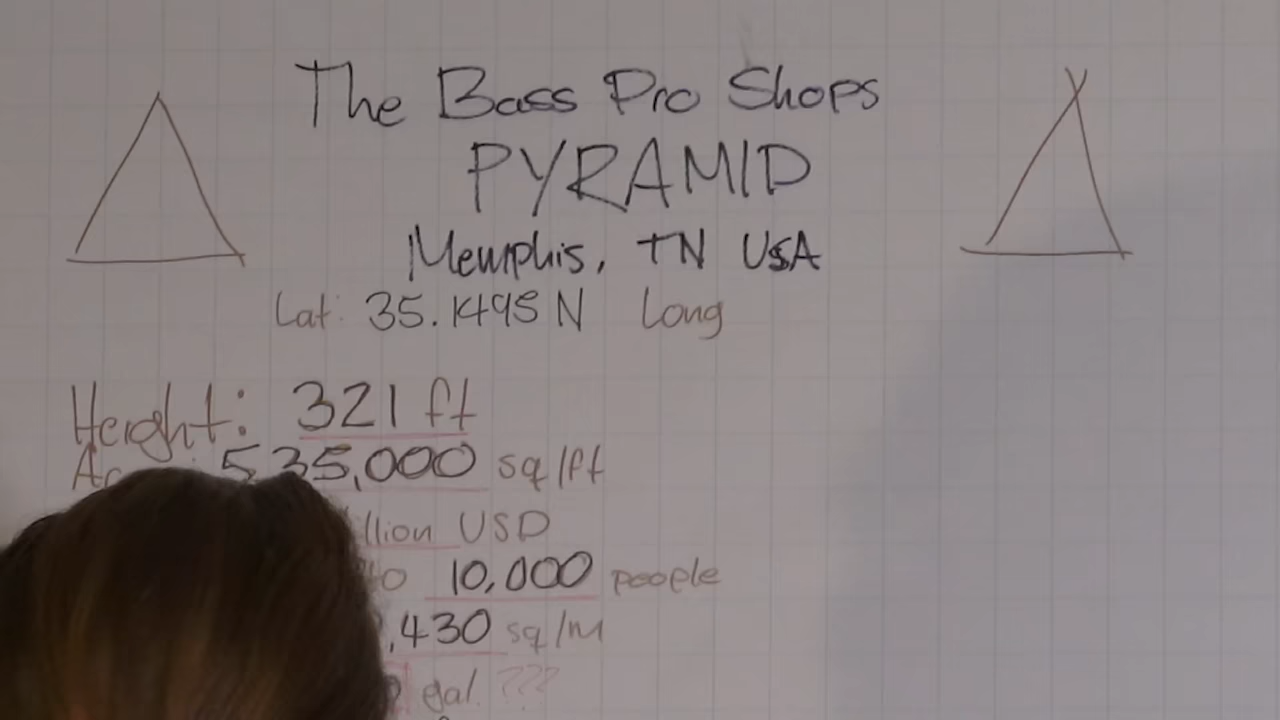 The Bass Pro Shops
PYRAMID
Memphis, TN USA
Lat: 35.1495 N Long
Height: 321 ft
535,000 sq/ft
USD
10,000 people
,430 sq/m
gal. ???